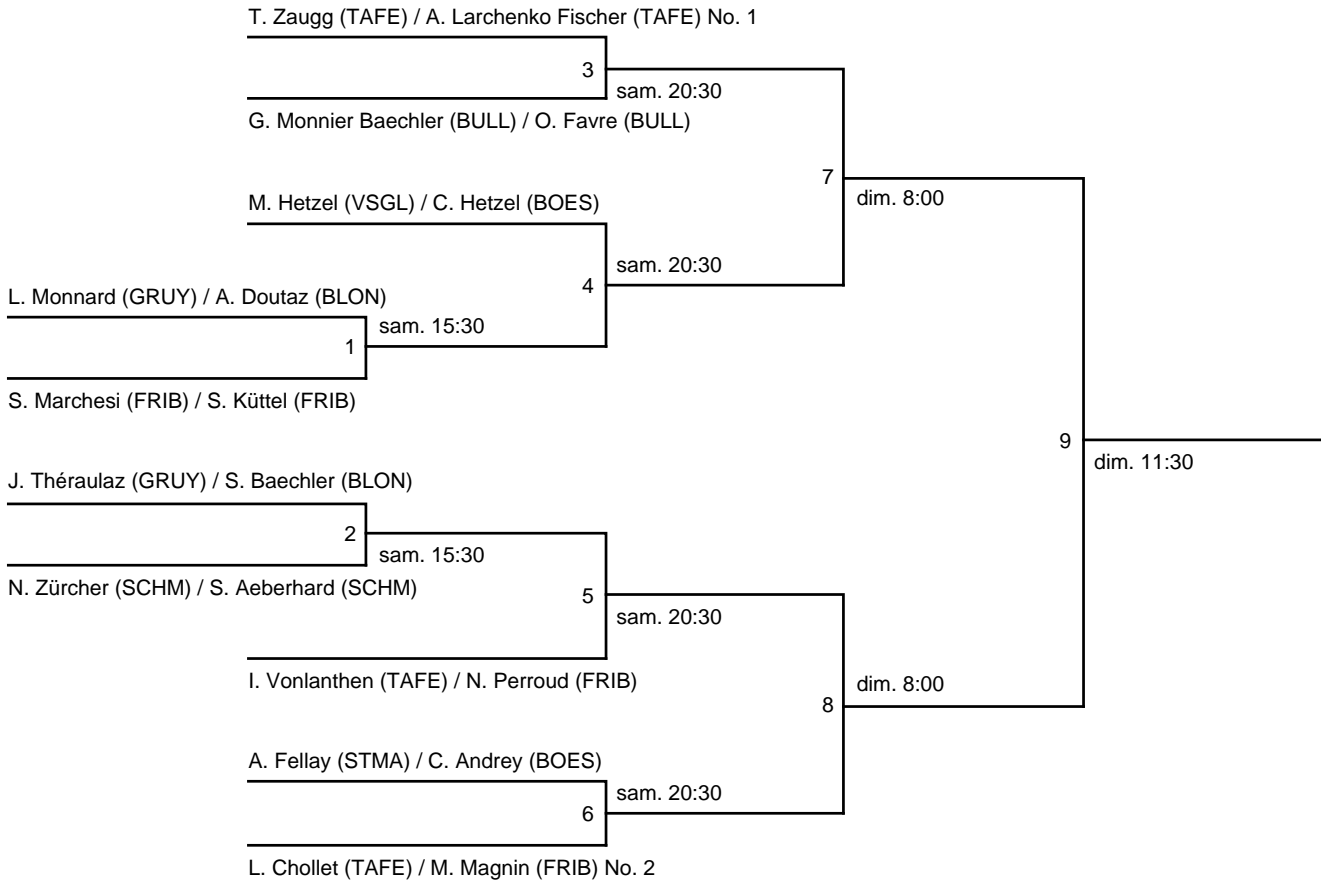 T. Zaugg (TAFE) / A. Larchenko Fischer (TAFE) No. 1
3
sam. 20:30
G. Monnier Baechler (BULL) / O. Favre (BULL)
7
dim. 8:00
M. Hetzel (VSGL) / C. Hetzel (BOES)
sam. 20:30
4
L. Monnard (GRUY) / A. Doutaz (BLON)
sam. 15:30
1
S. Marchesi (FRIB) / S. Küttel (FRIB)
9
dim. 11:30
J. Théraulaz (GRUY) / S. Baechler (BLON)
2
sam. 15:30
N. Zürcher (SCHM) / S. Aeberhard (SCHM)
5
sam. 20:30
I. Vonlanthen (TAFE) / N. Perroud (FRIB)
dim. 8:00
8
A. Fellay (STMA) / C. Andrey (BOES)
sam. 20:30
6
L. Chollet (TAFE) / M. Magnin (FRIB) No. 2